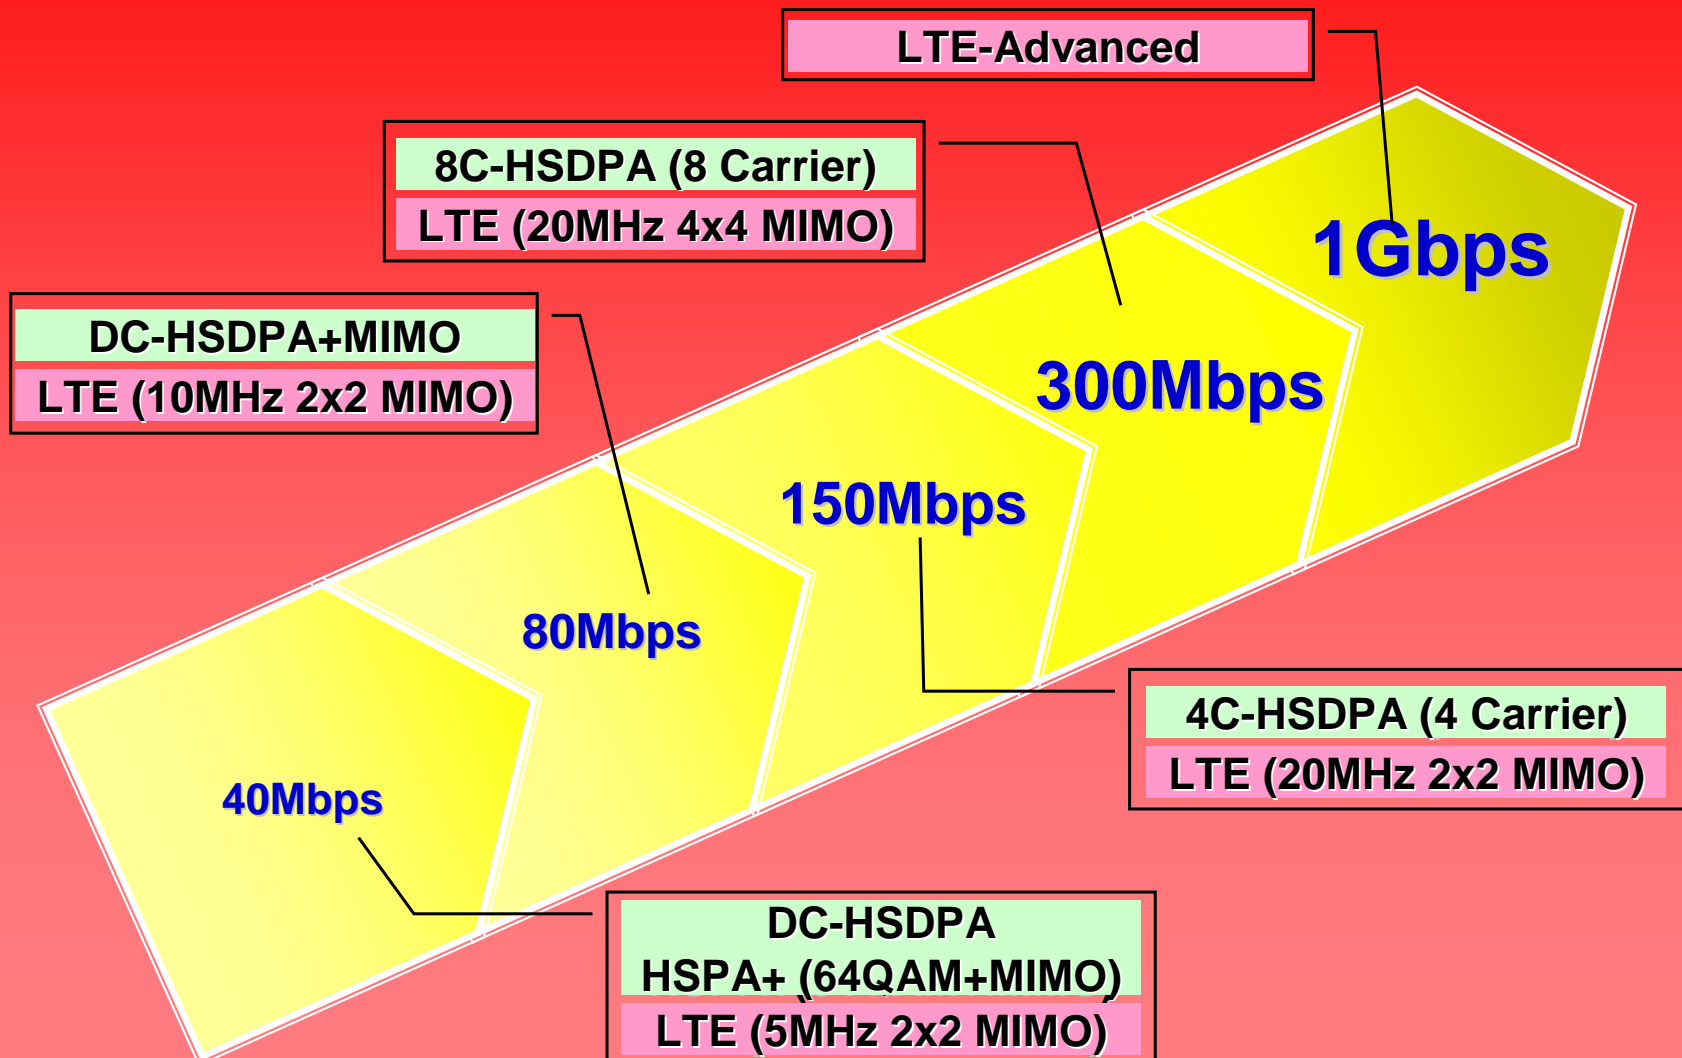 LTE-Advanced
8C-HSDPA (8 Carrier)
LTE (20MHz 4x4 MIMO)
1Gbps
DC-HSDPA+MIMO
LTE (10MHz 2x2 MIMO)
300Mbps
150Mbps
80Mbps
4C-HSDPA (4 Carrier)
LTE (20MHz 2x2 MIMO)
40Mbps
DC-HSDPA
HSPA+ (64QAM+MIMO)
LTE (5MHz 2x2 MIMO)